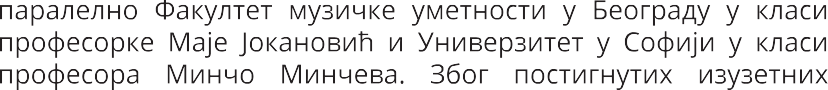 паралелно Факултет музичке уметности у Београду у класи
професорке Маје Јокановић и Универзитет у Софији у класи
професора Минчо Минчева. Због постигнутих изузетних